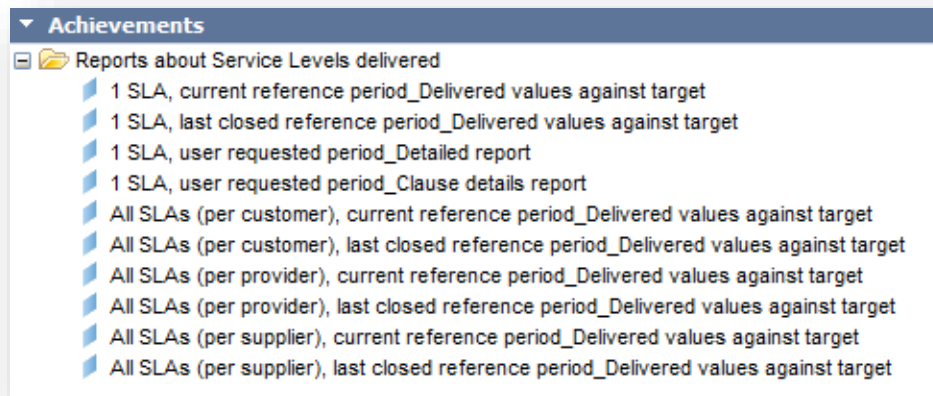 Achievements
Reports about Service Levels delivered
1 SLA, current reference period_Delivered values against target
1 SLA, last closed reference period_Delivered values against target
1 SLA, user requested period_Detailed report
1 SLA, user requested period_Clause details report
All SLAs (per customer), current reference period_Delivered values against target
All SLAs (per customer), last closed reference period_Delivered values against target
All SLAs (per provider), current reference period_Delivered values against target
All SLAs (per provider), last closed reference period_Delivered values against target
All SLAs (per supplier), current reference period_Delivered values against target
All SLAs (per supplier), last closed reference period_Delivered values against target